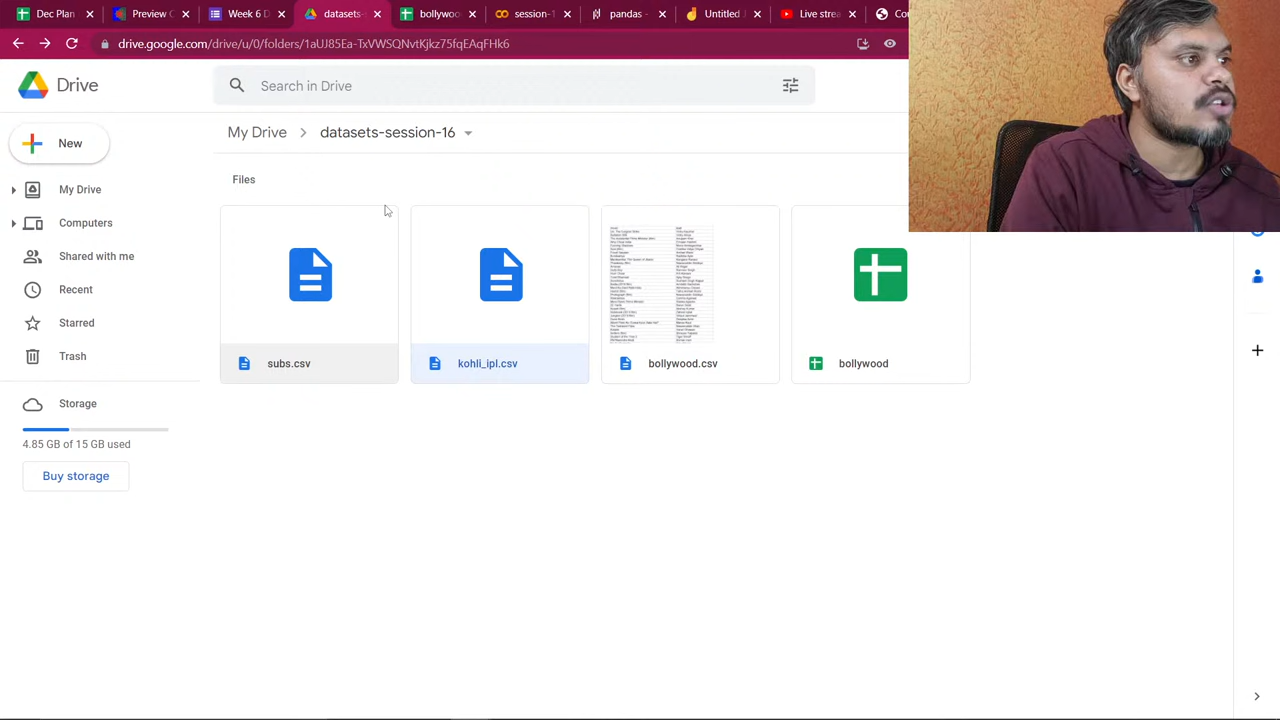 Dec Plan
Preview C
Week 6 D
datasets-
bollywoo
session-1
pandas -
Untitled J
Live strea
Cou
drive.google.com/drive/u/0/folders/1aUJ85Ea-TxVWSQNvtKjkz75fqEAqFHk6
Drive
Search in Drive
New
My Drive
datasets-session-16
Files
My Drive
Computers
Shared with me
Recent
Starred
Trash
Storage
4.85 GB of 15 GB used
Buy storage
subs.csv
kohli_ipl.csv
bollywood.csv
bollywood